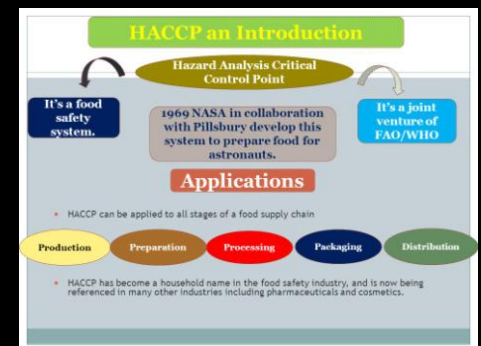 HACCP an Introduction
Hazard Analysis Critical
Control Point
It's a food
safety
system.
1969 NASA in collaboration
with Pillsbury develop this
system to prepare food for
astronauts.
It's a joint
venture of
FAO/WHO
Applications
• HACCP can be applied to all stages of a food supply chain
Production Preparation Processing Packaging Distribution
• HACCP has become a household name in the food safety industry, and is now being
referenced in many other industries including pharmaceuticals and cosmetics.